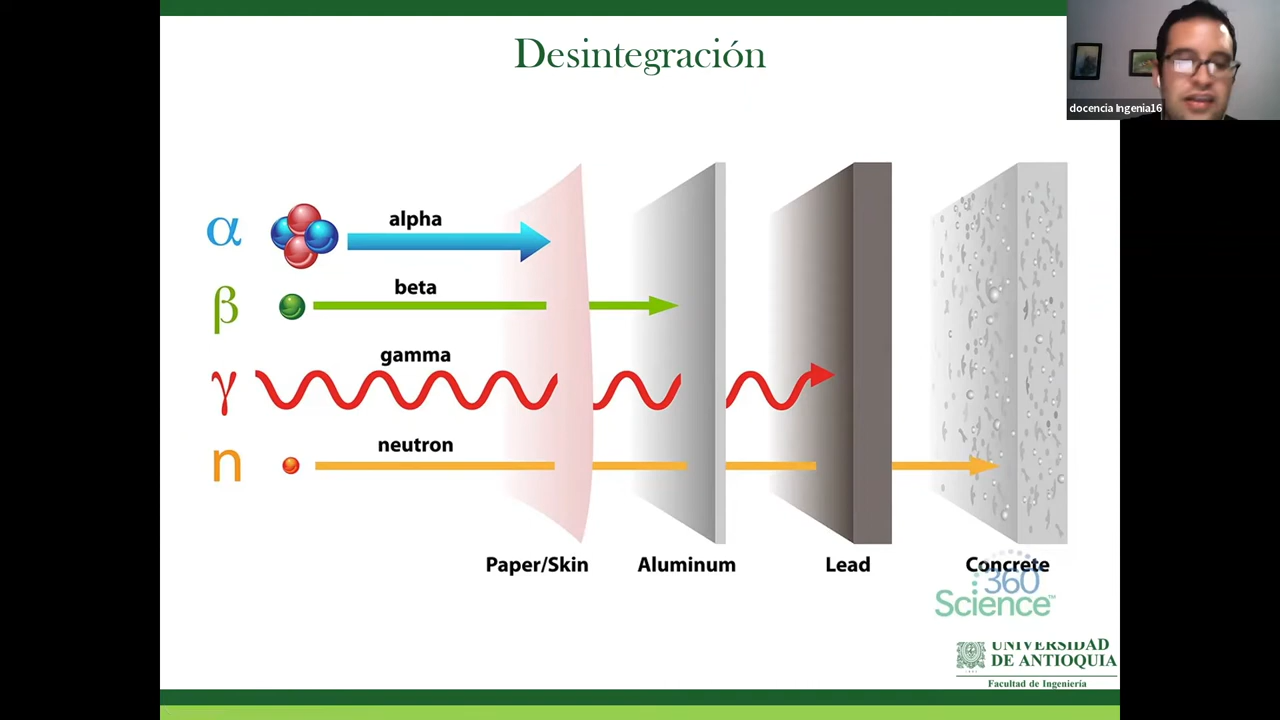 Desintegración
docencia Ingenia16
α
alpha
β
beta
γ
gamma
n
neutron
Paper/Skin
Aluminum
Lead
Concrete
360
Science™
UNIVERSIDAD
DE ANTIOQUIA
Facultad de Ingeniería